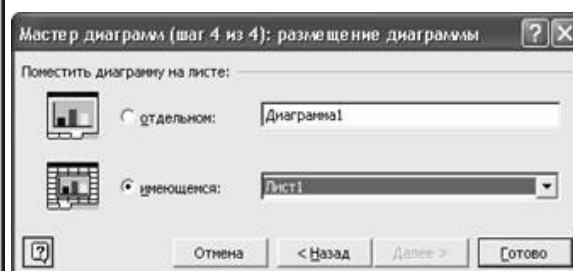 Мастер диаграмм (шаг 4 из 4): размещение диаграммы
Поместить диаграмму на листе:
отдельном: Диаграмма1
имеющемся: Лист1
Отмена < Назад Далее > Готово